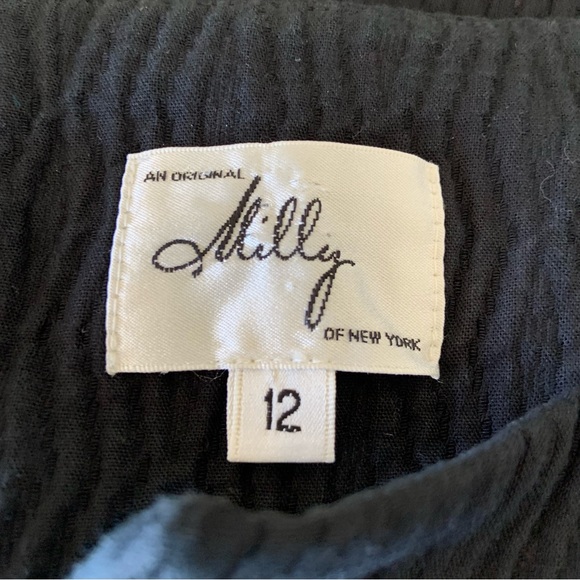 AN ORIGINAL
Milly
OF NEW YORK
12